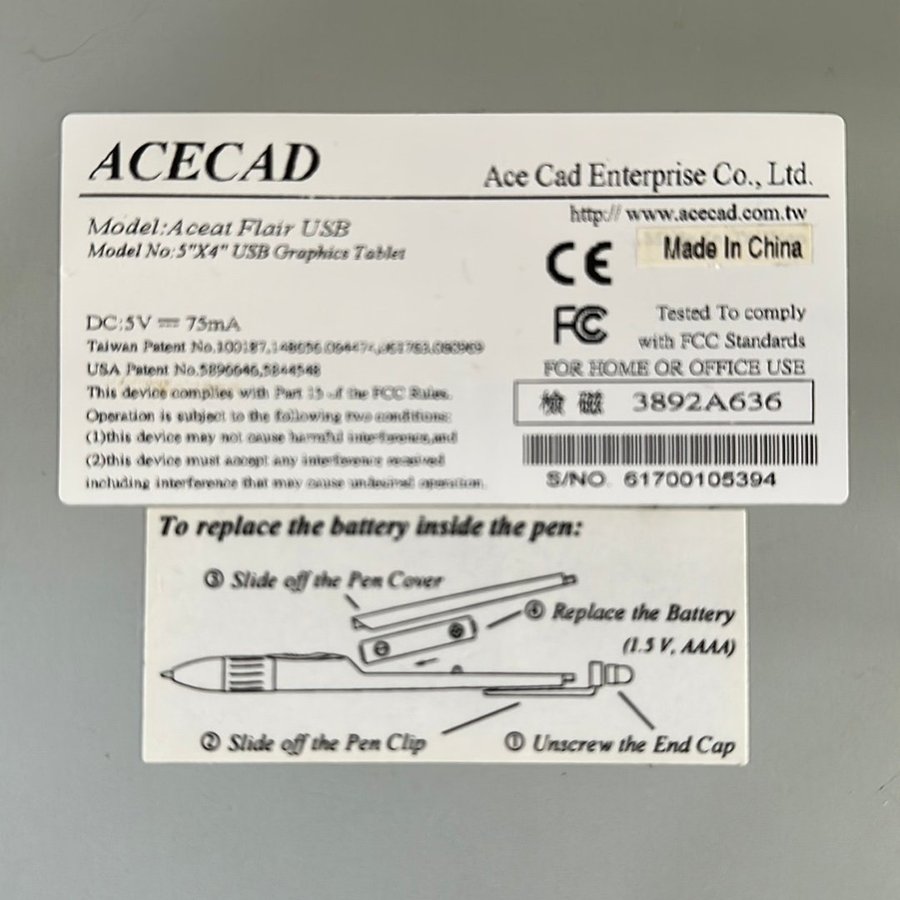 ACECAD
Ace Cad Enterprise Co., Ltd.
http:// www.acecad.com.tw
Model:Acecat Flair USB
Model No:5"X4" USB Graphics Tablet
CE
Made In China
DC:5V 75mA
FC
Tested To comply
with FCC Standards
FOR HOME OR OFFICE USE
Taiwan Patent No.100187,
USA Patent No.
This device complies with Part 15 of the FCC Rules.
Operation is subject to the following two conditions:
(1)this device may not cause harmful interference,and
(2)this device must accept any interference received
including interference that may cause undesired operation.
檢 磁 3892A636
S/NO. 61700105394
To replace the battery inside the pen:
③ Slide off the Pen Cover
④ Replace the Battery
(1.5 V, AAAA)
② Slide off the Pen Clip
① Unscrew the End Cap